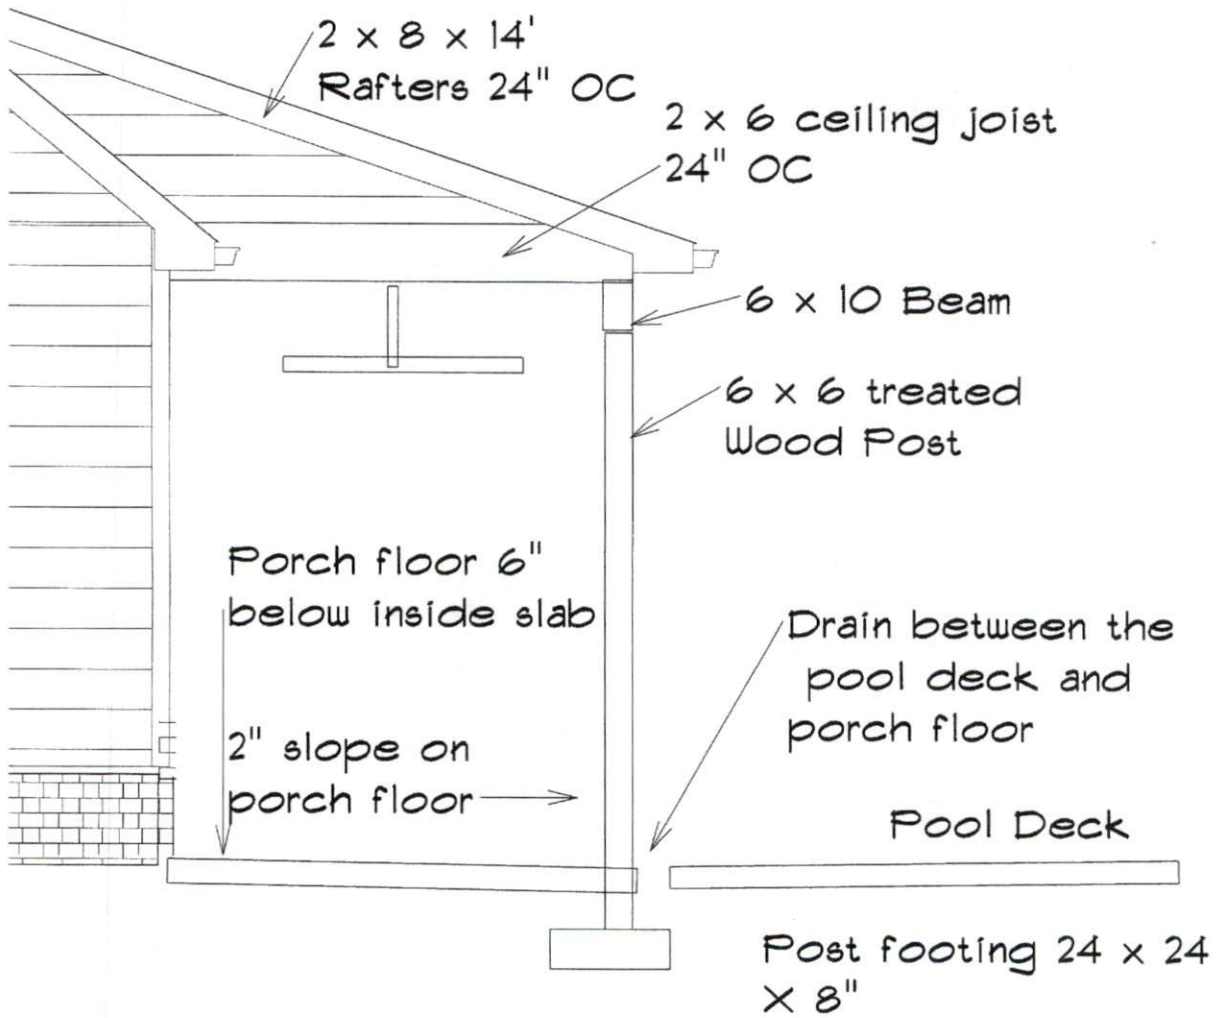 2 x 8 x 14'
Rafters 24" OC
2 x 6 ceiling joist
24" OC
6 x 10 Beam
6 x 6 treated
Wood Post
Porch floor 6"
below inside slab
Drain between the
pool deck and
porch floor
2" slope on
porch floor
Pool Deck
Post footing 24 x 24
X 8"